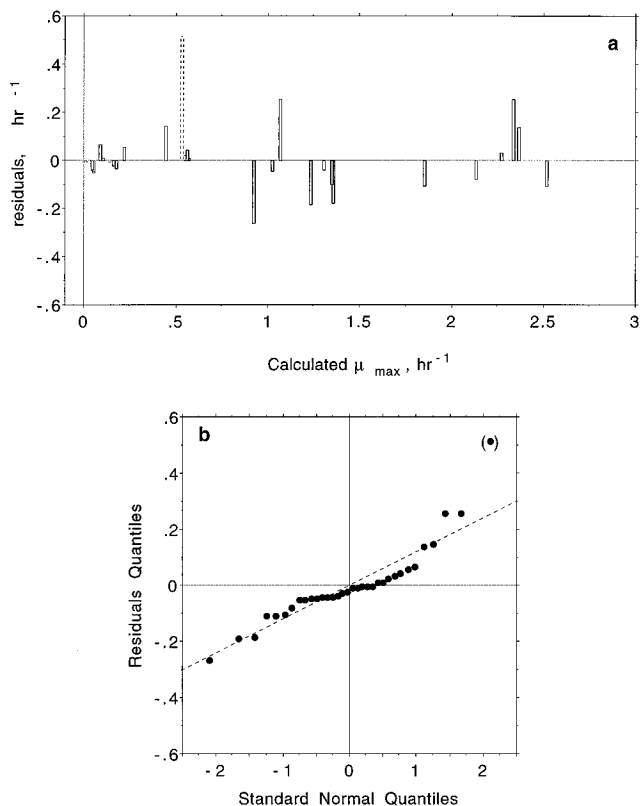 a
.6
.4
.2
0
-.2
-.4
-.6
residuals, hr -1
0 .5 1 1.5 2 2.5 3
Calculated μ max , hr -1
b
(•)
.6
.4
.2
0
-.2
-.4
-.6
Residuals Quantiles
-2 -1 0 1 2
Standard Normal Quantiles